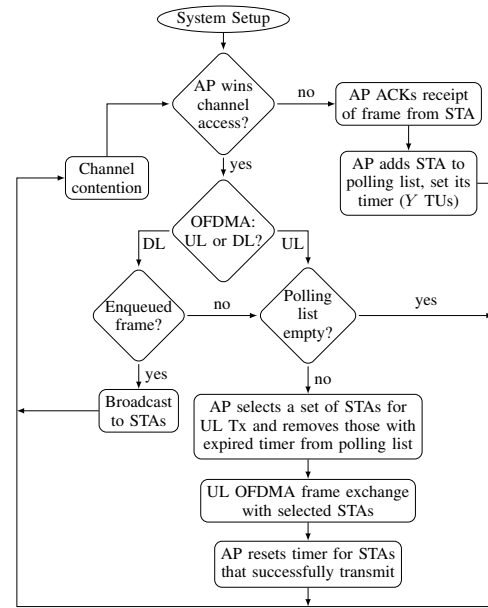 System Setup
AP wins
channel
access?
no
AP ACKs receipt
of frame from STA
yes
Channel
contention
AP adds STA to
polling list, set its
timer (Y TUs)
OFDMA:
UL or DL?
DL
UL
Enqueued
frame?
no
Polling
list
empty?
yes
yes
no
Broadcast
to STAs
AP selects a set of STAs for
UL Tx and removes those with
expired timer from polling list
UL OFDMA frame exchange
with selected STAs
AP resets timer for STAs
that successfully transmit